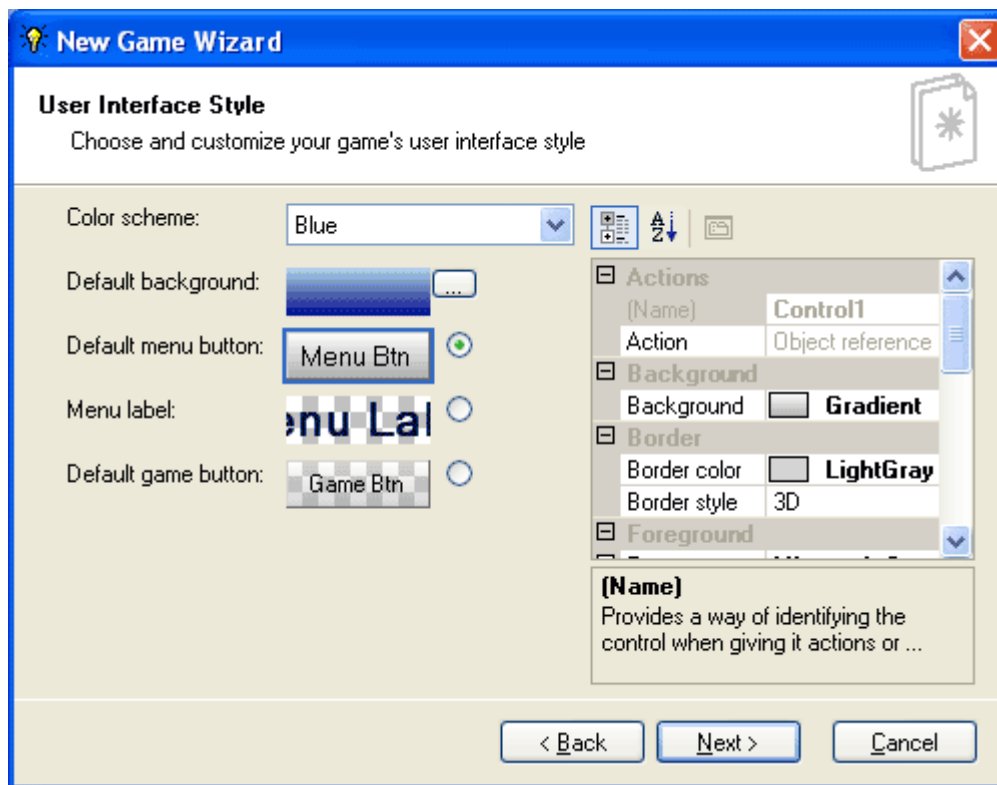 New Game Wizard
User Interface Style
Choose and customize your game's user interface style
Color scheme:
Blue
Default background:
...
Default menu button:
Menu Btn
Menu label:
enu Lal
Default game button:
Game Btn
A
Z
Actions
(Name) Control1
Action Object reference
Background
Background Gradient
Border
Border color LightGray
Border style 3D
Foreground
(Name)
Provides a way of identifying the
control when giving it actions or ...
< Back
Next >
Cancel